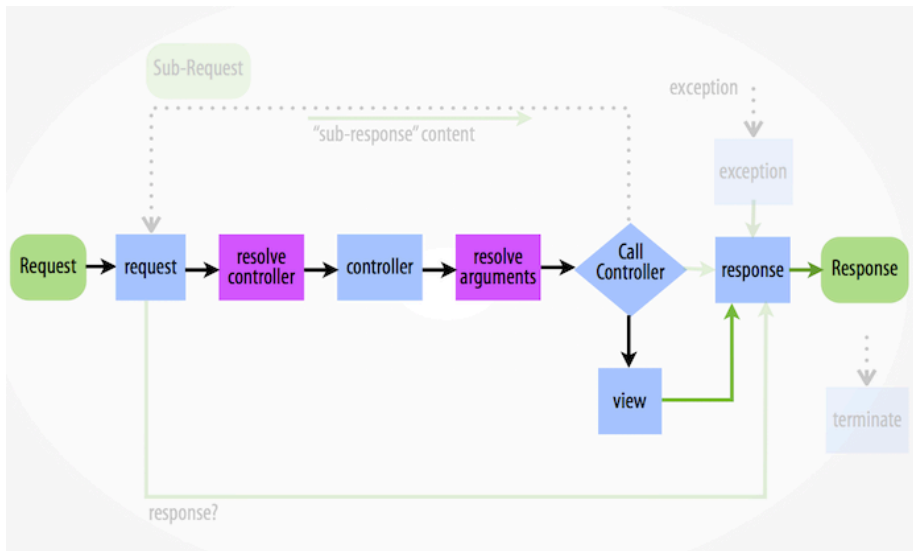 Sub-Request
exception
“sub-response” content
exception
Request
request
resolve
controller
controller
resolve
arguments
Call
Controller
response
Response
view
terminate
response?